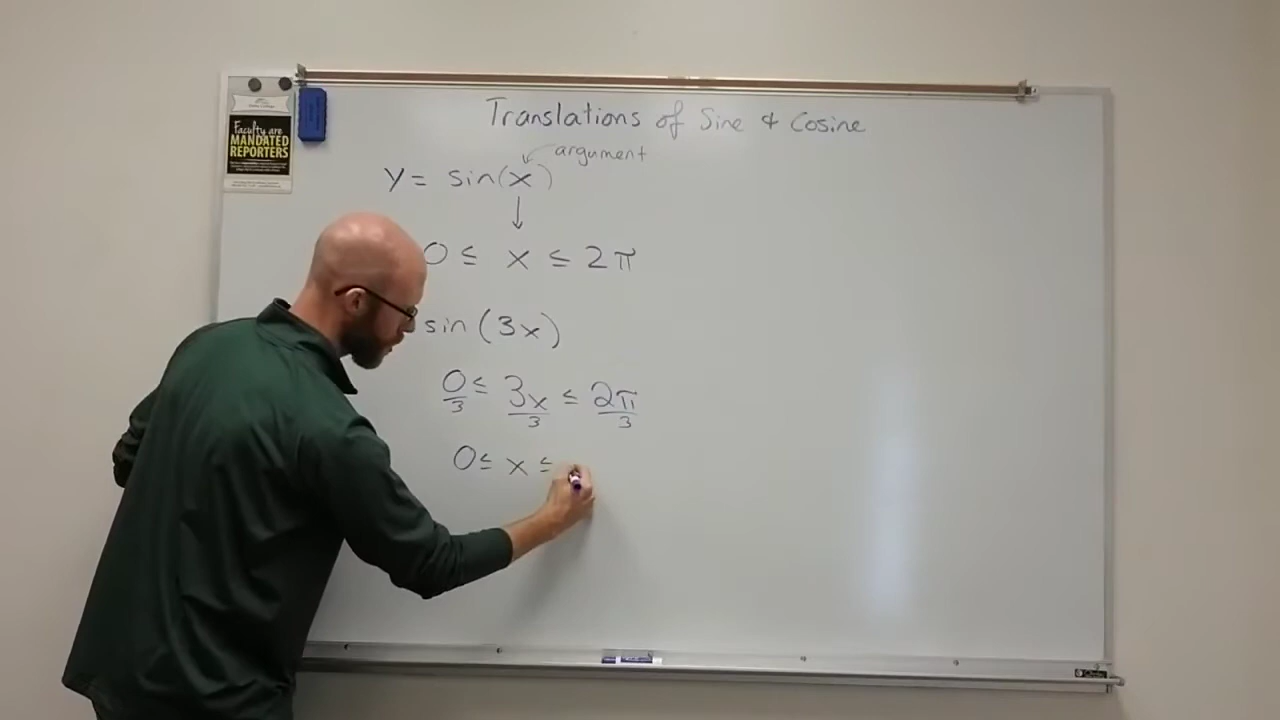 Translations of Sine & Cosine
argument
y = sin(x)
↓
0 ≤ x ≤ 2π
sin (3x)
0/3 ≤ 3x/3 ≤ 2π/3
0 ≤ x ≤
Faculty are
MANDATED
REPORTERS